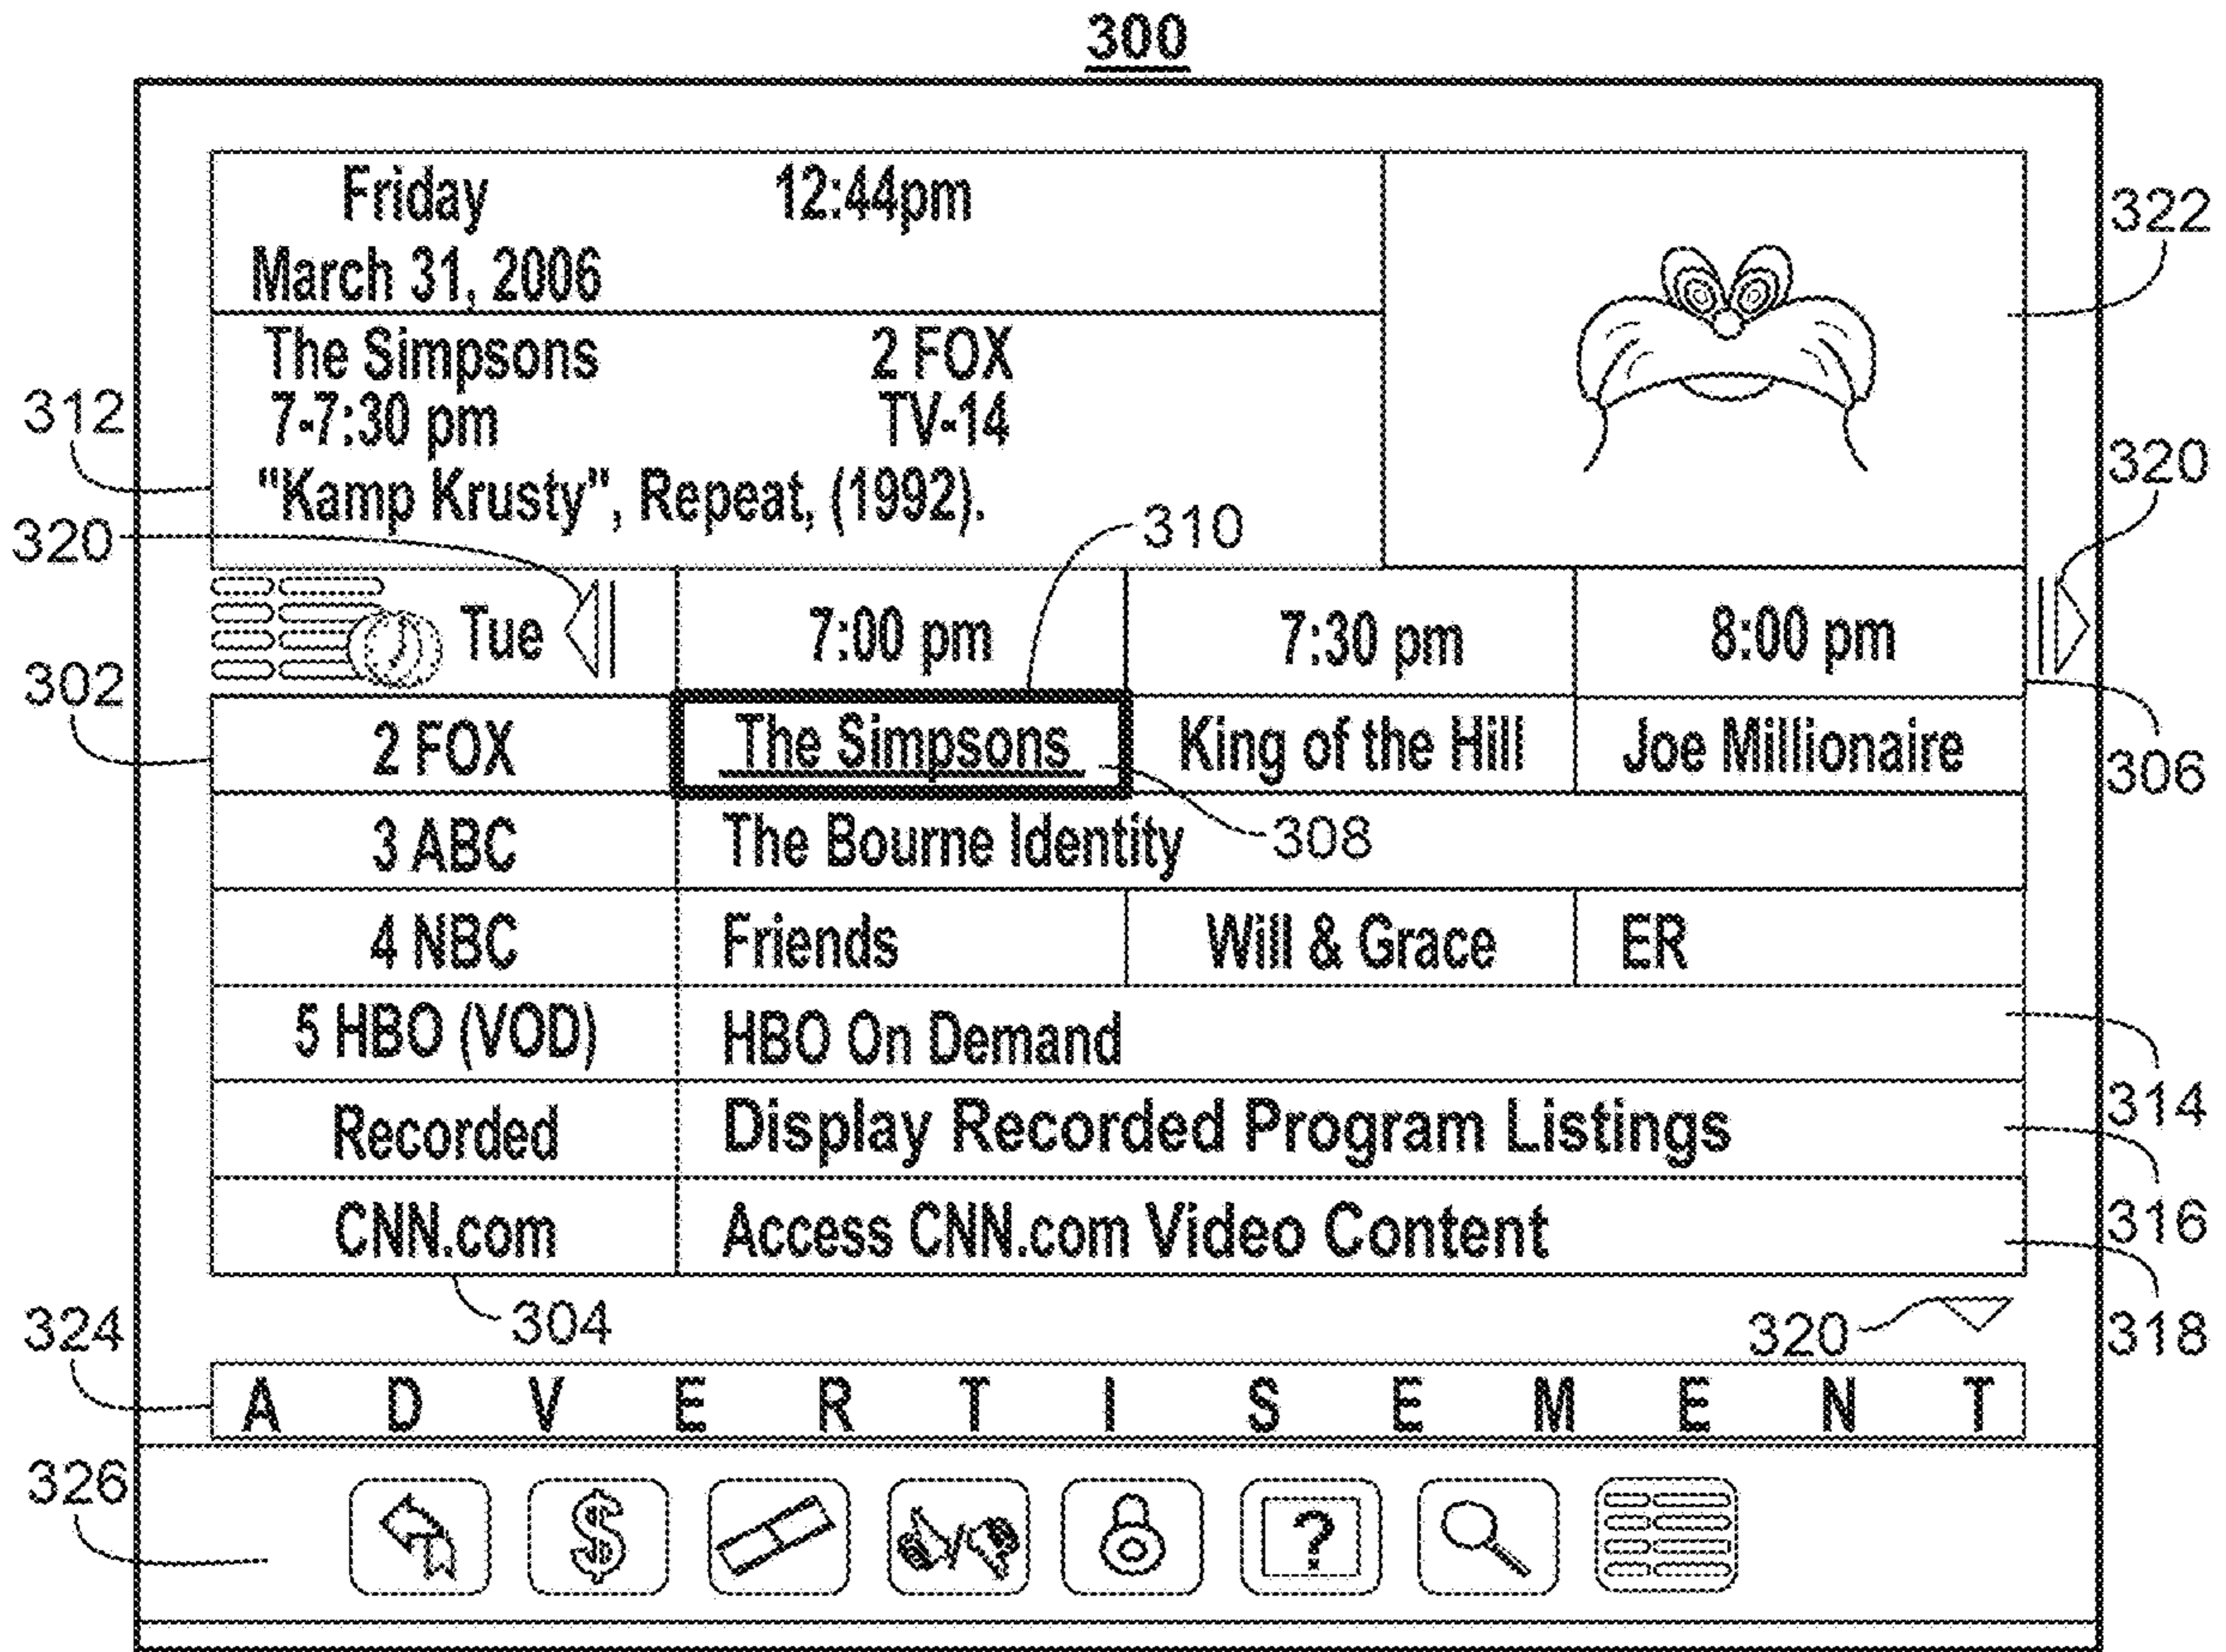 300
Friday 12:44pm
March 31, 2006
322
The Simpsons 2 FOX
312 7-7:30 pm TV-14
320
"Kamp Krusty", Repeat, (1992).
320 310
Tue 7:00 pm 7:30 pm 8:00 pm
302
2 FOX The Simpsons King of the Hill Joe Millionaire
306
3 ABC The Bourne Identity 308
4 NBC Friends Will & Grace ER
5 HBO (VOD) HBO On Demand
314
Recorded Display Recorded Program Listings
316
CNN.com Access CNN.com Video Content
324 304 320 318
A D V E R T I S E M E N T
326
$ ?